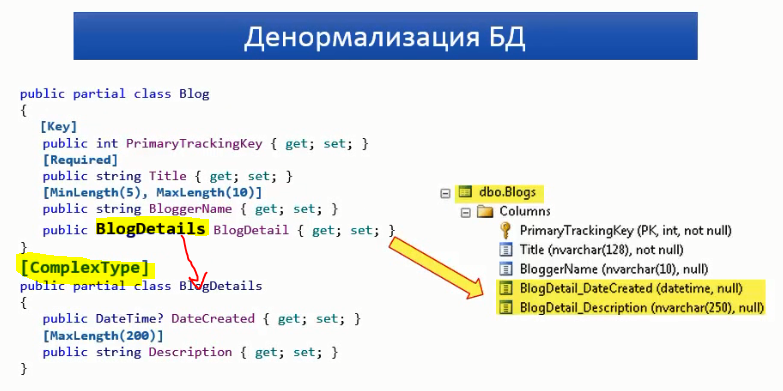 Денормализация БД
public partial class Blog
{
[Key]
public int PrimaryTrackingKey { get; set; }
[Required]
public string Title { get; set; }
[MinLength(5), MaxLength(10)]
public string BloggerName { get; set; }
public BlogDetails BlogDetail { get; set; }
}
[ComplexType]
public partial class BlogDetails
{
public DateTime? DateCreated { get; set; }
[MaxLength(200)]
public string Description { get; set; }
}
dbo.Blogs
Columns
PrimaryTrackingKey (PK, int, not null)
Title (nvarchar(128), not null)
BloggerName (nvarchar(10), null)
BlogDetail_DateCreated (datetime, null)
BlogDetail_Description (nvarchar(250), null)